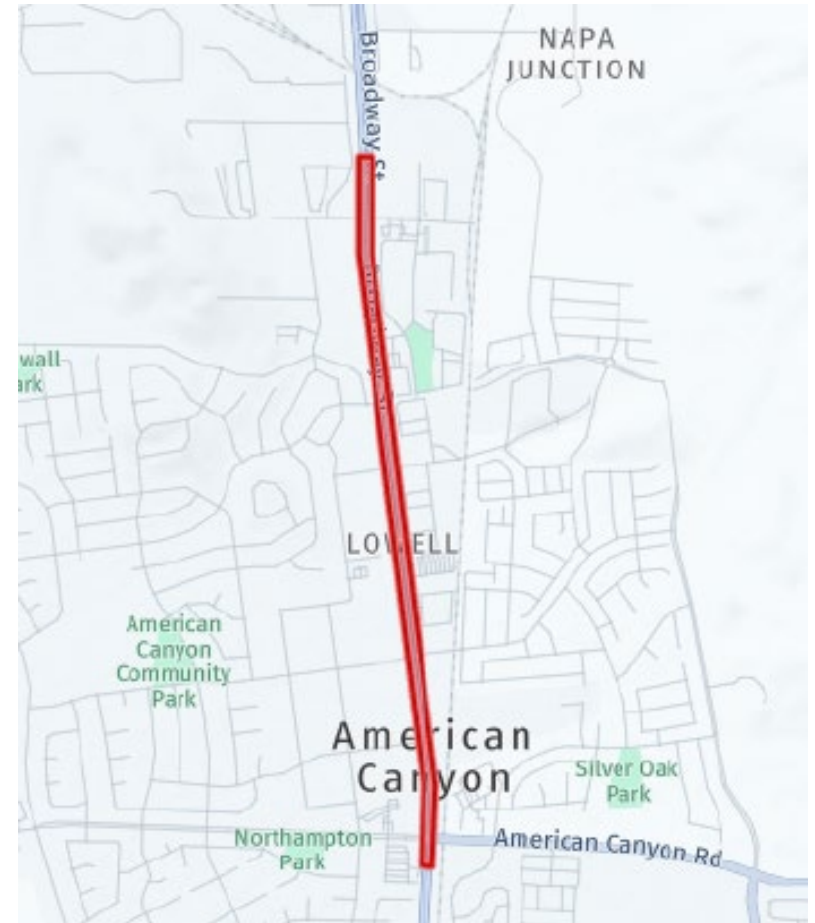 NAPA
JUNCTION
Broadway St
wall
ark
LOWELL
American
Canyon
Community
Park
American
Canyon
Silver Oak
Park
Northampton
Park
American Canyon Rd